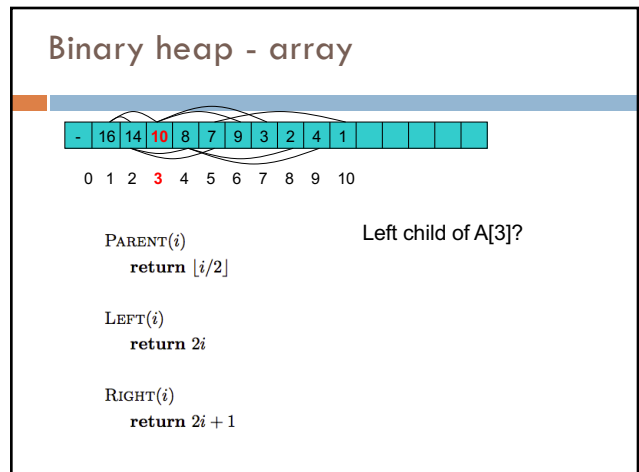 Binary heap - array
- 16 14 10 8 7 9 3 2 4 1
0 1 2 3 4 5 6 7 8 9 10
Left child of A[3]?
PARENT(i)
return ⌊i/2⌋
LEFT(i)
return 2i
RIGHT(i)
return 2i + 1